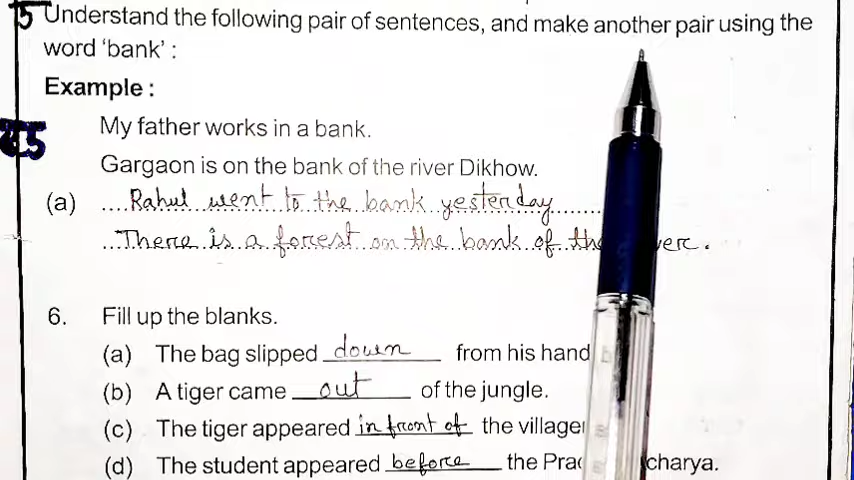 5 Understand the following pair of sentences, and make another pair using the
word 'bank' :
Example :
My father works in a bank.
Gargaon is on the bank of the river Dikhow.
(a) Rahul went to the bank yesterday
There is a forest on the bank of the
6. Fill up the blanks.
(a) The bag slipped down from his hand
(b) A tiger came out of the jungle.
(c) The tiger appeared in front of the village
(d) The student appeared before the